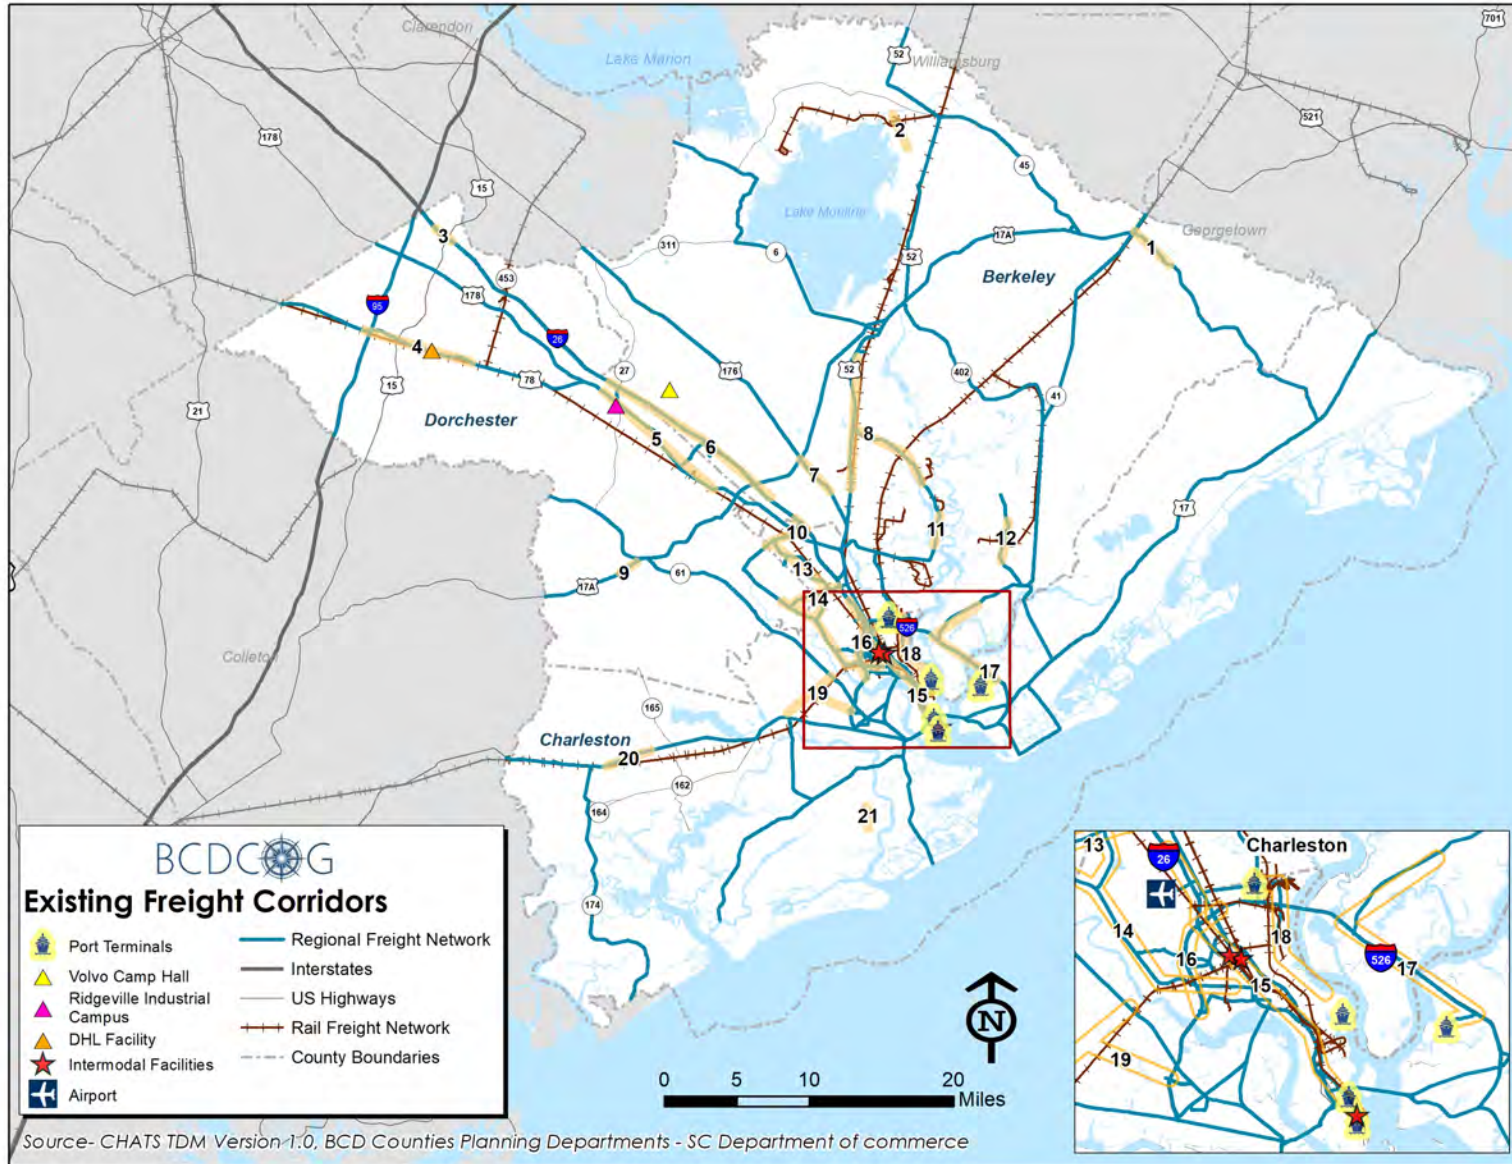 Clarendon
701
Lake Marion
52
Williamsburg
178
521
2
45
15
Lake Moultrie
17A
Georgetown
3
311
6
52
1
453
Berkeley
178
95
26
4
78
27
176
52
402
41
15
21
Dorchester
5
6
8
7
17
10
11
12
9
61
17A
13
14
526
16
18
Colleton
17
19
15
165
Charleston
20
162
164
21
174
BCDCOG
Existing Freight Corridors
Port Terminals
Volvo Camp Hall
Ridgeville Industrial
Campus
DHL Facility
Intermodal Facilities
Airport
Regional Freight Network
Interstates
US Highways
Rail Freight Network
County Boundaries
N
0 5 10 20
Miles
13
26
Charleston
14
18
16
526
17
15
19
Source- CHATS TDM Version 1.0, BCD Counties Planning Departments - SC Department of commerce